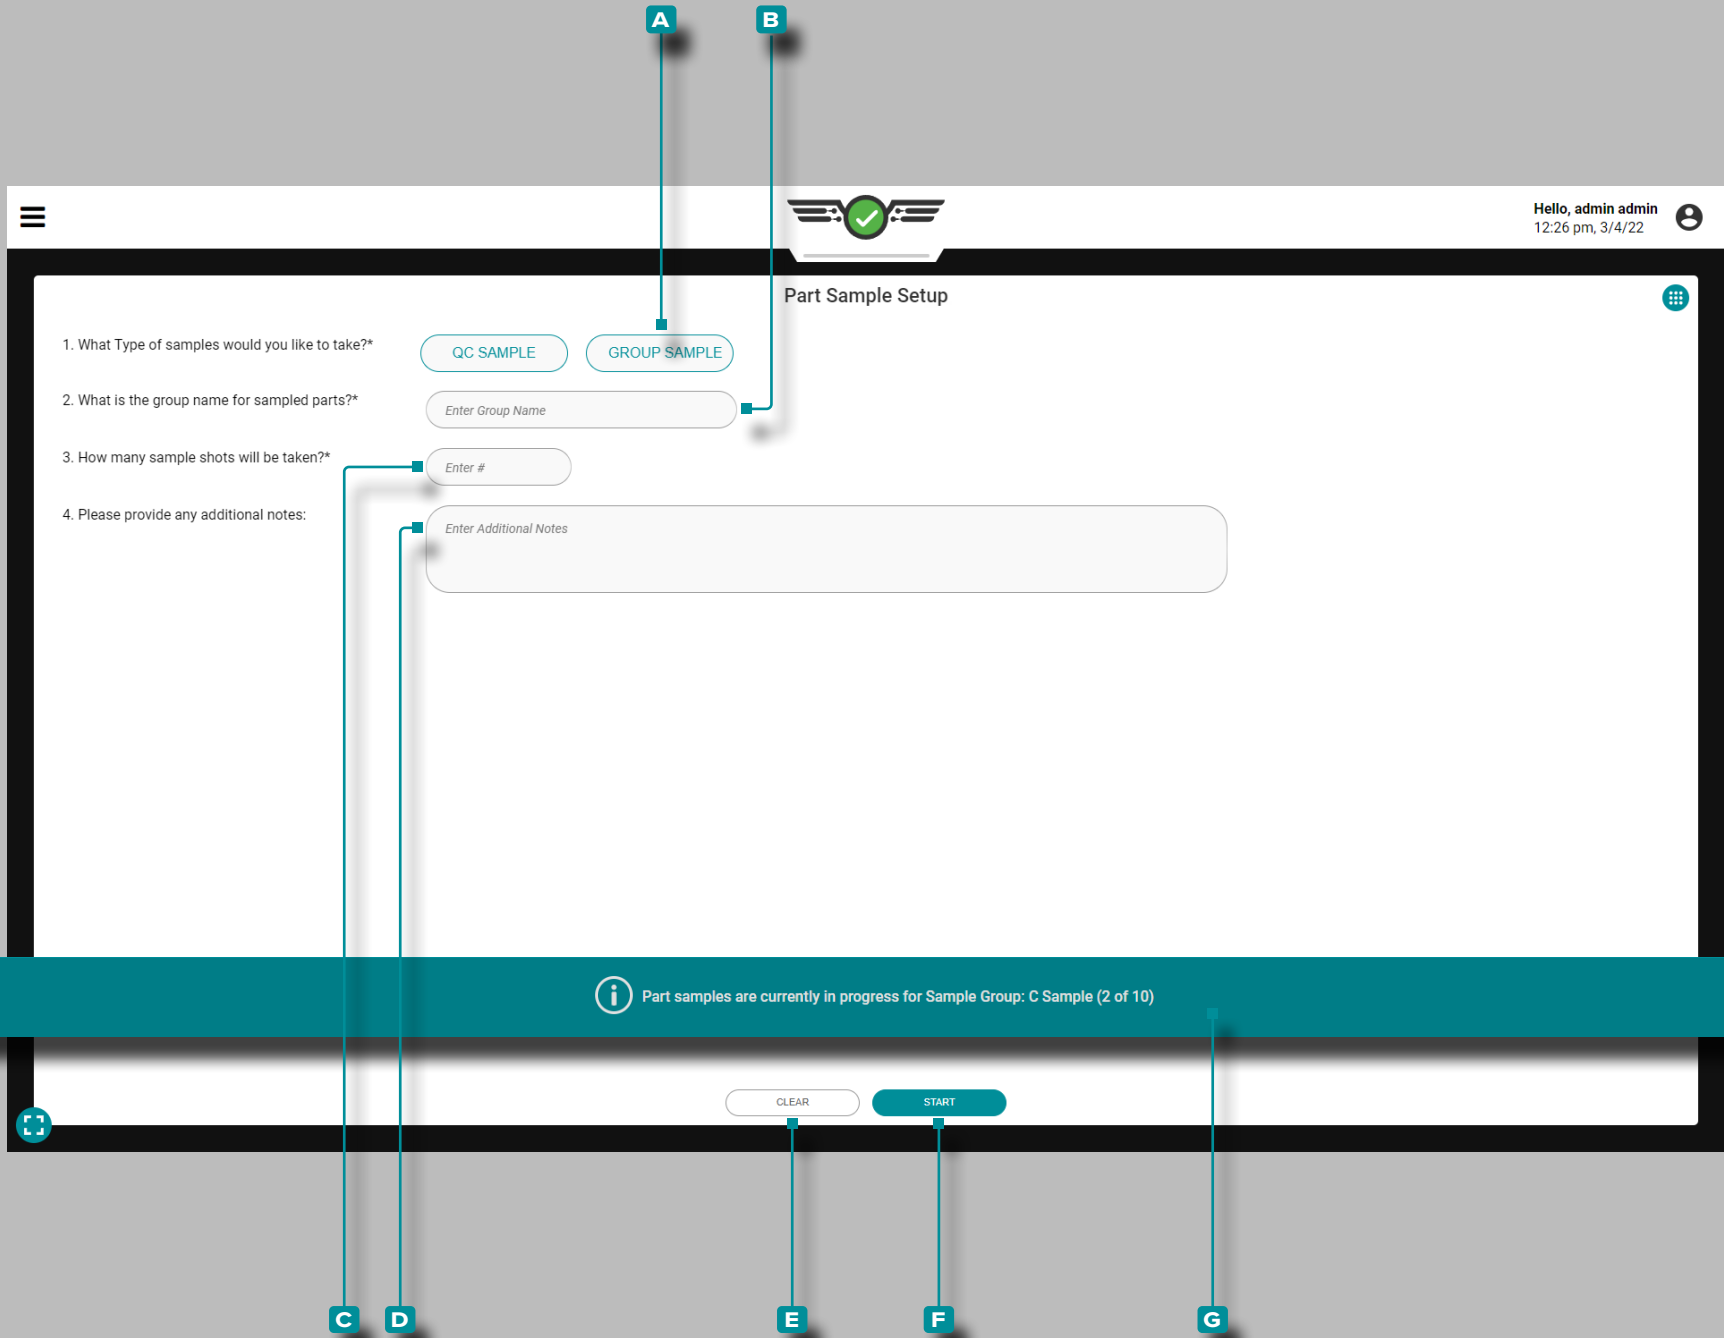 A B
Hello, admin admin
12:26 pm, 3/4/22
Part Sample Setup
1. What Type of samples would you like to take?* QC SAMPLE GROUP SAMPLE
2. What is the group name for sampled parts?* Enter Group Name
3. How many sample shots will be taken?* Enter #
4. Please provide any additional notes: Enter Additional Notes
Part samples are currently in progress for Sample Group: C Sample (2 of 10)
CLEAR START
C D E F G